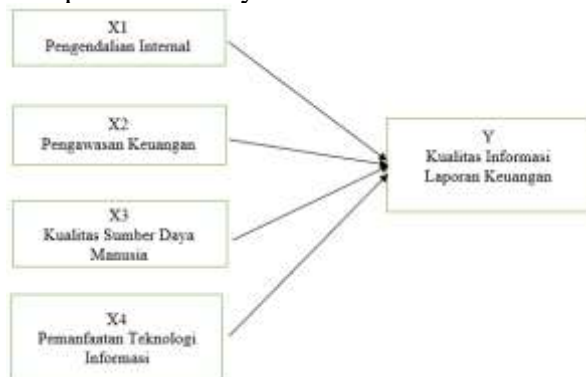 X1
Pengendalian Internal
X2
Pengawasan Keuangan
Y
Kualitas Informasi
Laporan Keuangan
X3
Kualitas Sumber Daya
Manusia
X4
Pemanfaatan Teknologi
Informasi